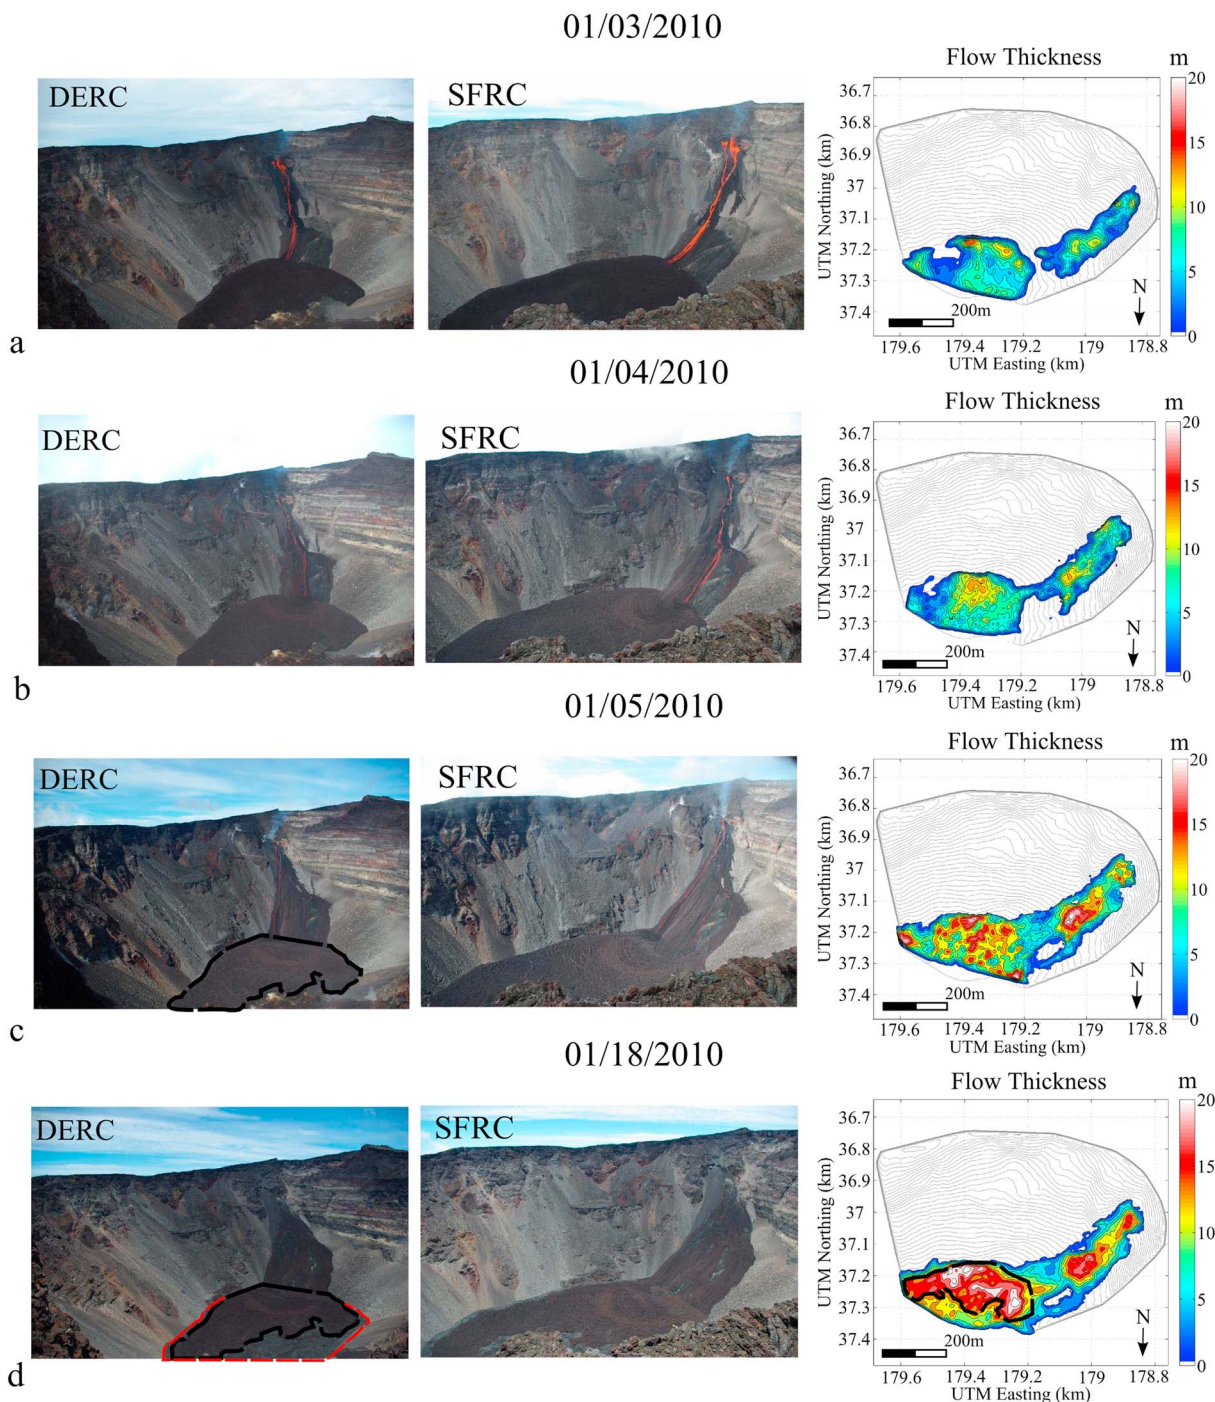 01/03/2010
DERC
SFRC
Flow Thickness
m
20
15
10
5
0
36.7
36.8
36.9
37
37.1
37.2
37.3
37.4
UTM Northing (km)
N
200m
179.6
179.4
179.2
179
178.8
UTM Easting (km)
a
01/04/2010
DERC
SFRC
Flow Thickness
m
20
15
10
5
0
36.7
36.8
36.9
37
37.1
37.2
37.3
37.4
UTM Northing (km)
N
200m
179.6
179.4
179.2
179
178.8
UTM Easting (km)
b
01/05/2010
DERC
SFRC
Flow Thickness
m
20
15
10
5
0
36.7
36.8
36.9
37
37.1
37.2
37.3
37.4
UTM Northing (km)
N
200m
179.6
179.4
179.2
179
178.8
UTM Easting (km)
c
01/18/2010
DERC
SFRC
Flow Thickness
m
20
15
10
5
0
36.7
36.8
36.9
37
37.1
37.2
37.3
37.4
UTM Northing (km)
N
200m
179.6
179.4
179.2
179
178.8
UTM Easting (km)
d